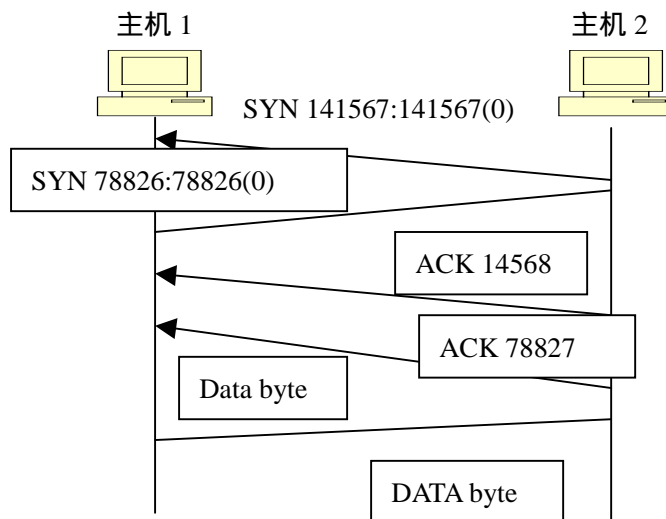 主机 1
主机 2
SYN 141567:141567(0)
SYN 78826:78826(0)
ACK 14568
ACK 78827
Data byte
DATA byte